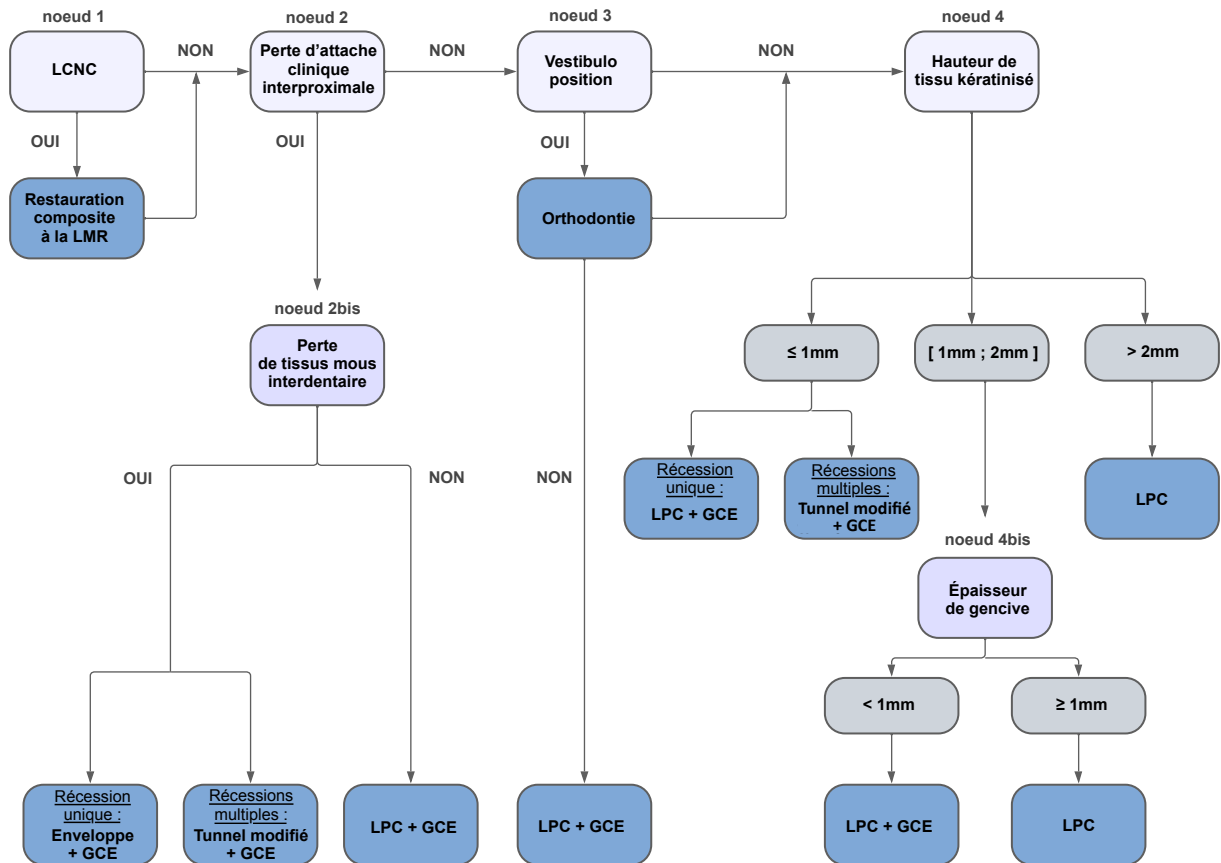 noeud 1
noeud 2
noeud 3
noeud 4
LCNC
NON
Perte d'attache
clinique
interproximale
NON
Vestibulo
position
NON
Hauteur de
tissu kératinisé
OUI
OUI
OUI
Restauration
composite
à la LMR
Orthodontie
noeud 2bis
Perte
de tissus mous
interdentaire
≤ 1mm
[ 1mm ; 2mm ]
> 2mm
OUI
NON
NON
Récession
unique :
LPC + GCE
Récessions
multiples :
Tunnel modifié
+ GCE
LPC
noeud 4bis
Épaisseur
de gencive
< 1mm
≥ 1mm
Récession
unique :
Enveloppe
+ GCE
Récessions
multiples :
Tunnel modifié
+ GCE
LPC + GCE
LPC + GCE
LPC + GCE
LPC